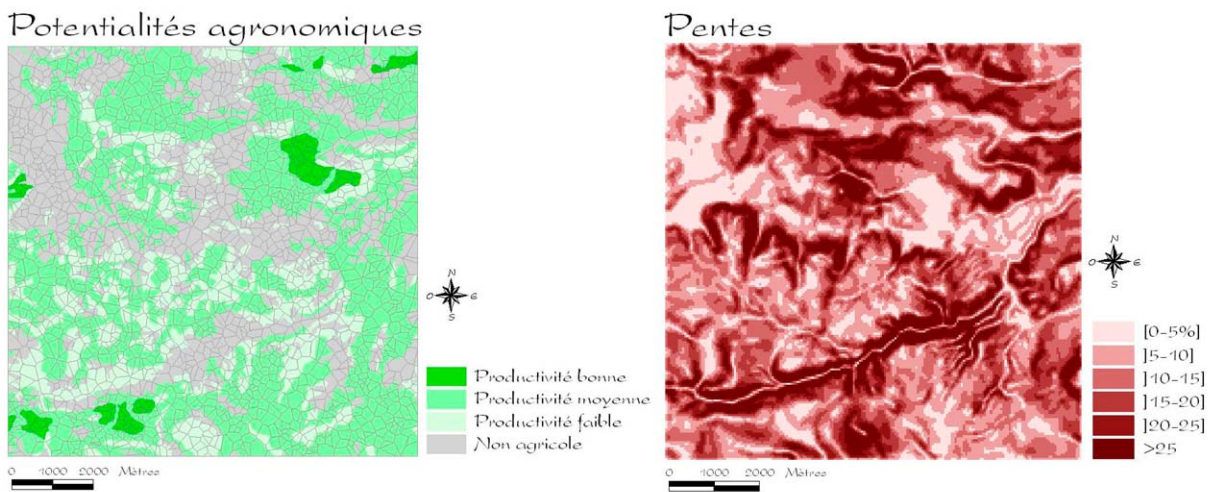 Potentialités agronomiques
N
O E
S
Productivité bonne
Productivité moyenne
Productivité faible
Non agricole
0 1000 2000 Mètres
Pentes
N
O E
S
[0-5%]
]5-10]
]10-15]
]15-20]
]20-25]
>25
0 1000 2000 Mètres